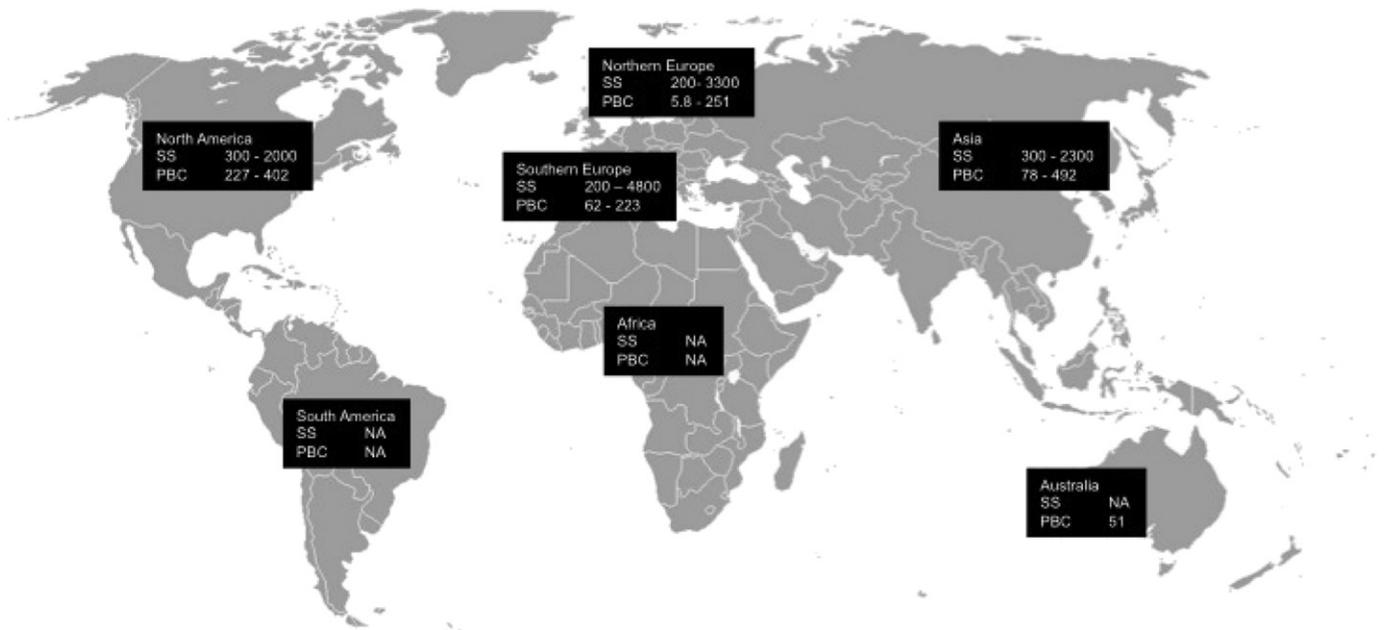 Northern Europe
SS 200- 3300
PBC 5.8 - 251
North America
SS 300 - 2000
PBC 227 - 402
Asia
SS 300 - 2300
PBC 78 - 492
Southern Europe
SS 200 – 4800
PBC 62 - 223
Africa
SS NA
PBC NA
South America
SS NA
PBC NA
Australia
SS NA
PBC 51